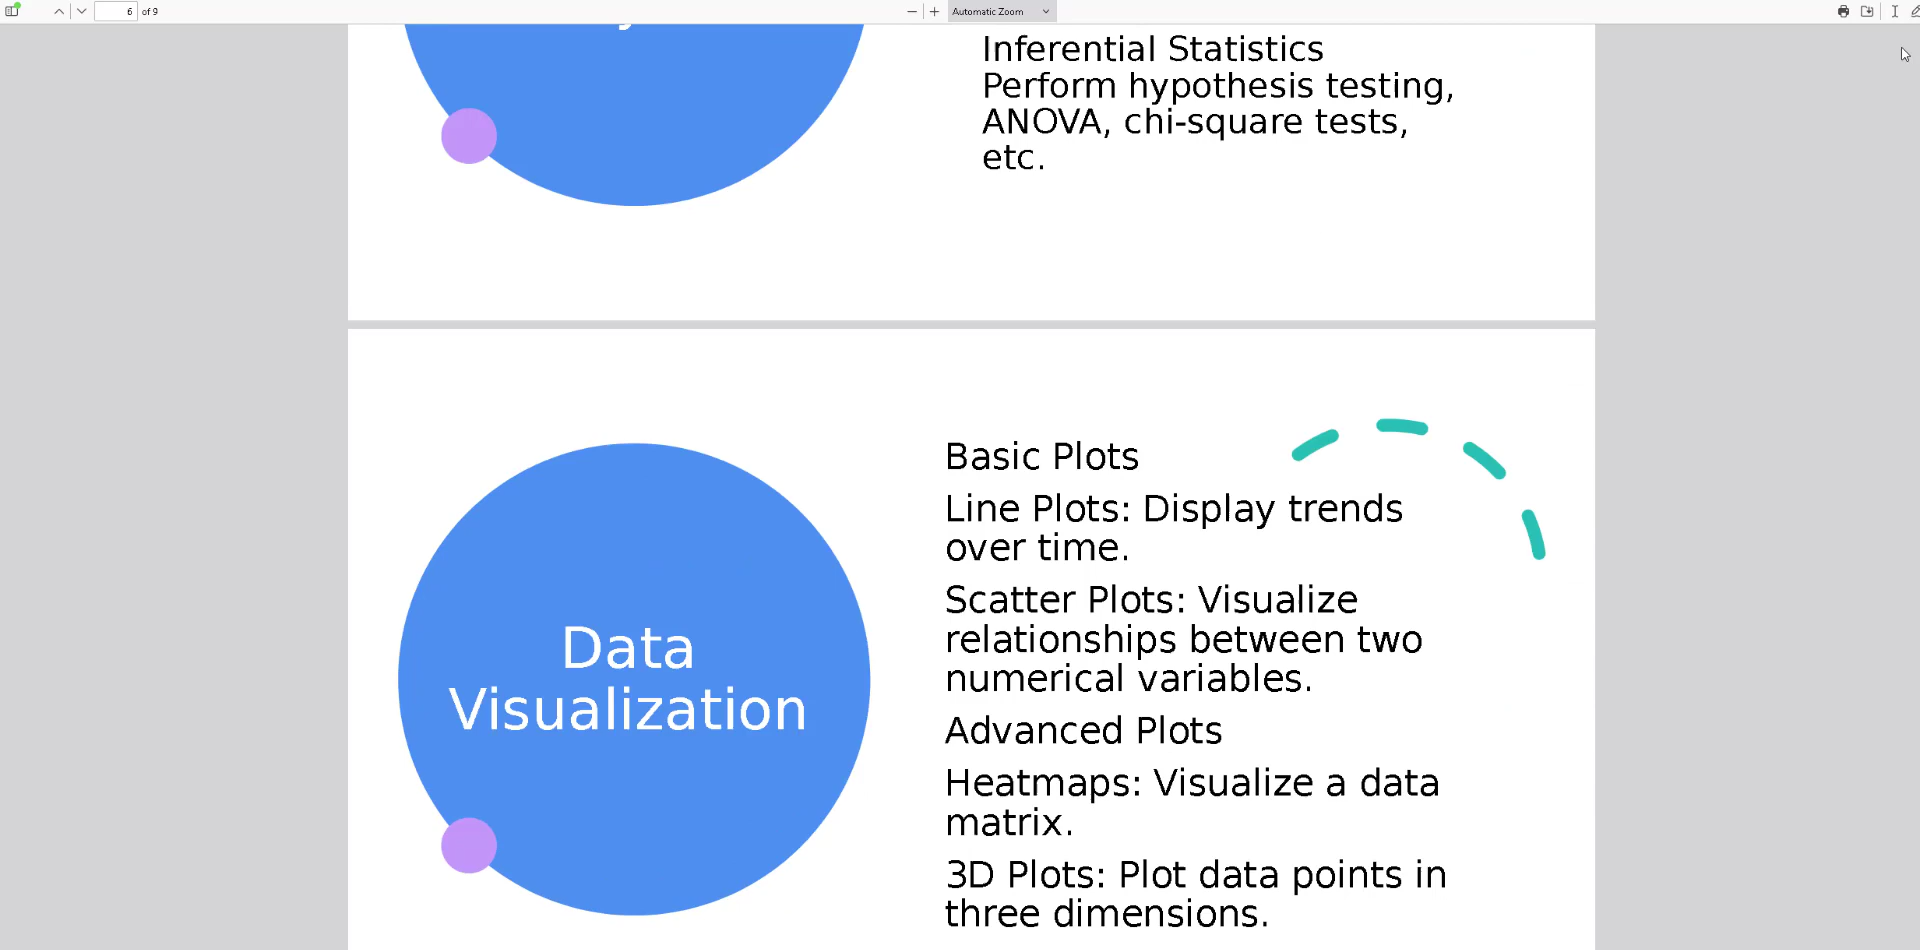 6 of 9
Automatic Zoom
Inferential Statistics
Perform hypothesis testing,
ANOVA, chi-square tests,
etc.
Data
Visualization
Basic Plots
Line Plots: Display trends
over time.
Scatter Plots: Visualize
relationships between two
numerical variables.
Advanced Plots
Heatmaps: Visualize a data
matrix.
3D Plots: Plot data points in
three dimensions.